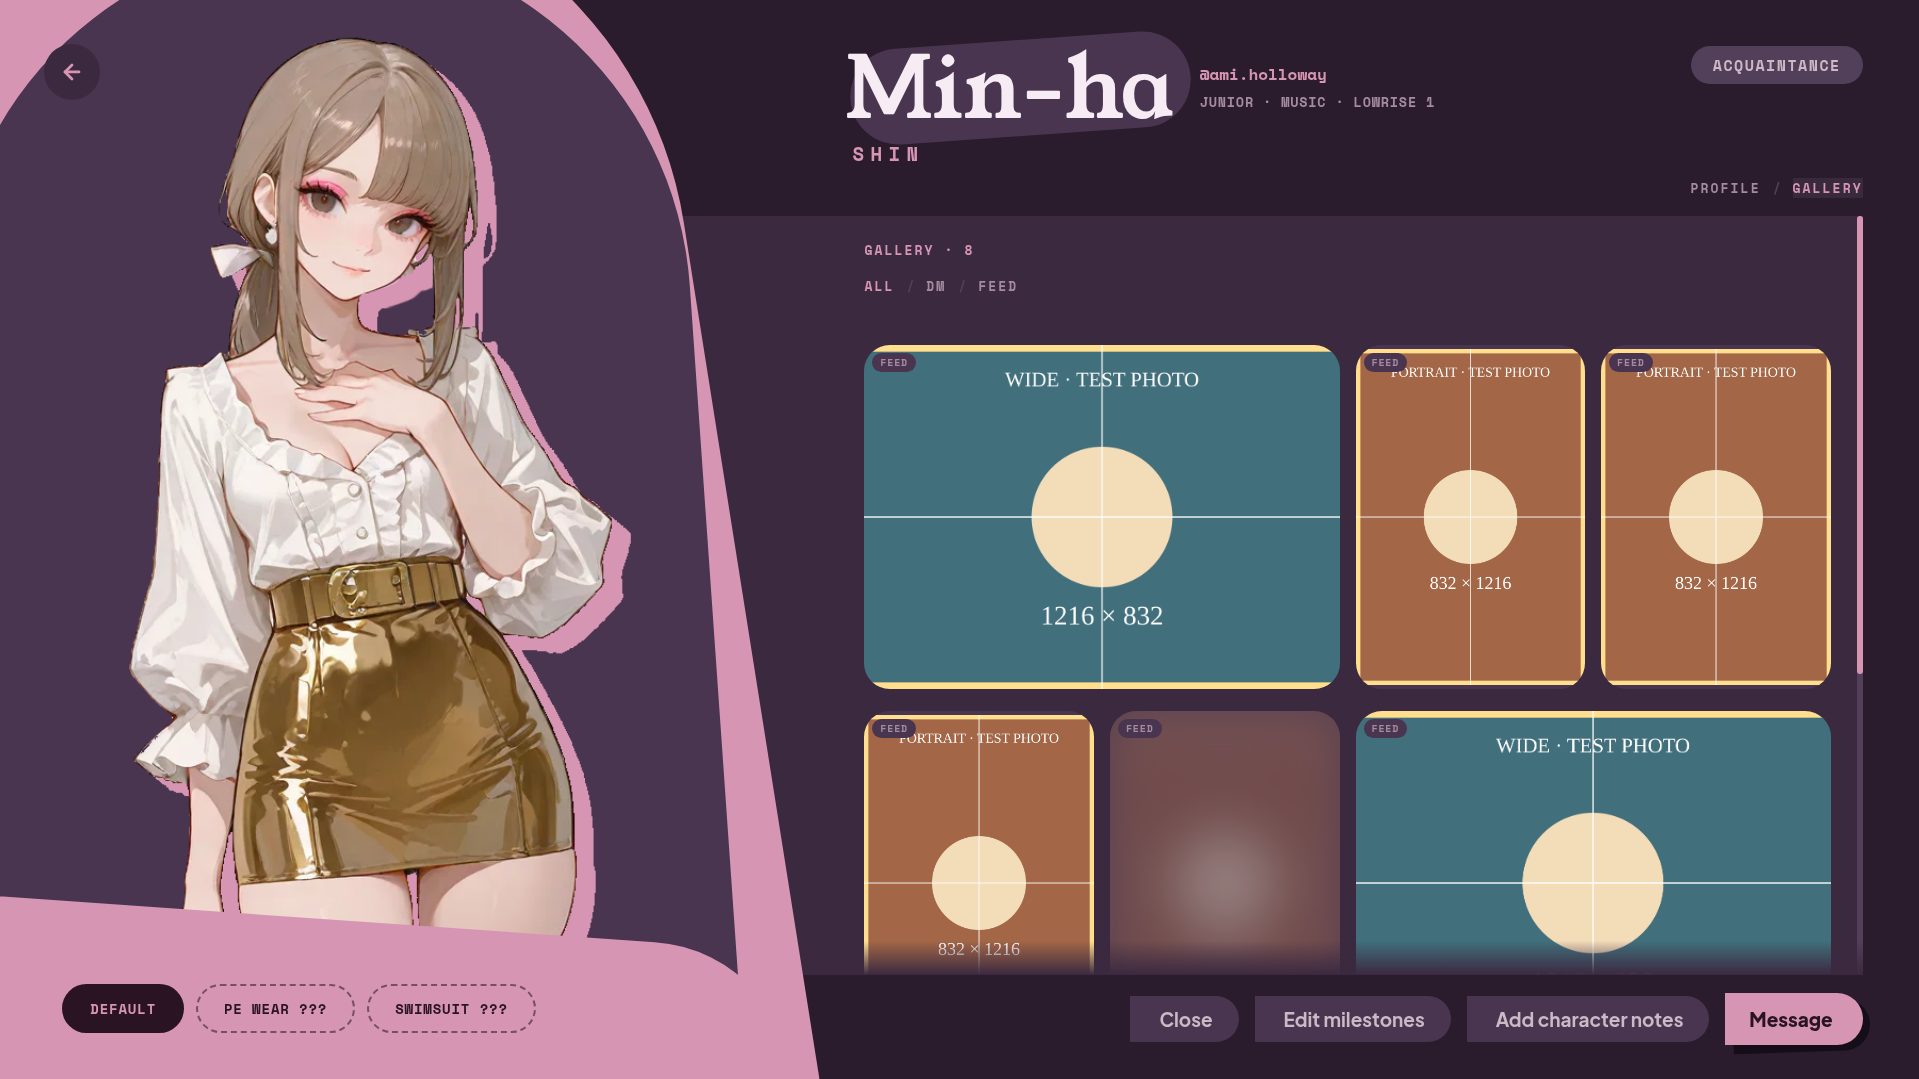 Min-ha
@ami.holloway
JUNIOR · MUSIC · LOWRISE 1
SHIN
ACQUAINTANCE
PROFILE / GALLERY
GALLERY · 8
ALL / DM / FEED
FEED
WIDE · TEST PHOTO
1216 × 832
FEED
PORTRAIT · TEST PHOTO
832 × 1216
FEED
PORTRAIT · TEST PHOTO
832 × 1216
FEED
PORTRAIT · TEST PHOTO
832 × 1216
FEED
FEED
WIDE · TEST PHOTO
DEFAULT
PE WEAR ???
SWIMSUIT ???
Close
Edit milestones
Add character notes
Message